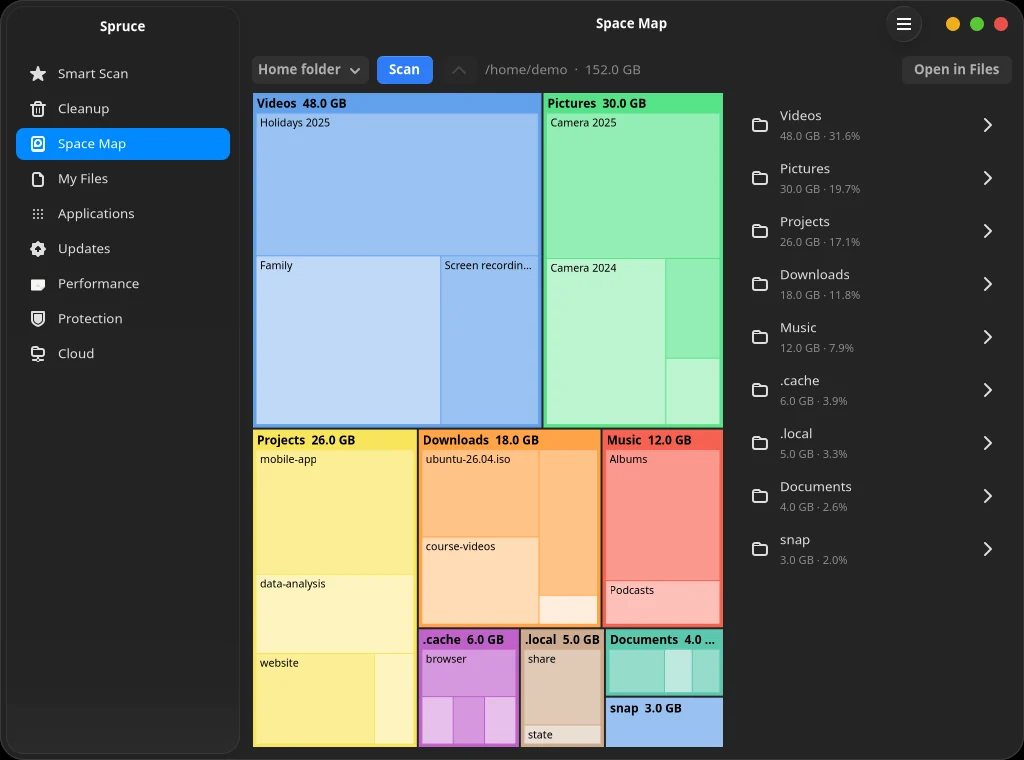 Spruce
Smart Scan
Cleanup
Space Map
My Files
Applications
Updates
Performance
Protection
Cloud
Space Map
Home folder
Scan
/home/demo · 152.0 GB
Open in Files
Videos 48.0 GB
Holidays 2025
Family
Screen recordin…
Pictures 30.0 GB
Camera 2025
Camera 2024
Projects 26.0 GB
mobile-app
data-analysis
website
Downloads 18.0 GB
ubuntu-26.04.iso
course-videos
Music 12.0 GB
Albums
Podcasts
.cache 6.0 GB
browser
.local 5.0 GB
share
state
Documents 4.0 …
snap 3.0 GB
Videos
48.0 GB · 31.6%
Pictures
30.0 GB · 19.7%
Projects
26.0 GB · 17.1%
Downloads
18.0 GB · 11.8%
Music
12.0 GB · 7.9%
.cache
6.0 GB · 3.9%
.local
5.0 GB · 3.3%
Documents
4.0 GB · 2.6%
snap
3.0 GB · 2.0%